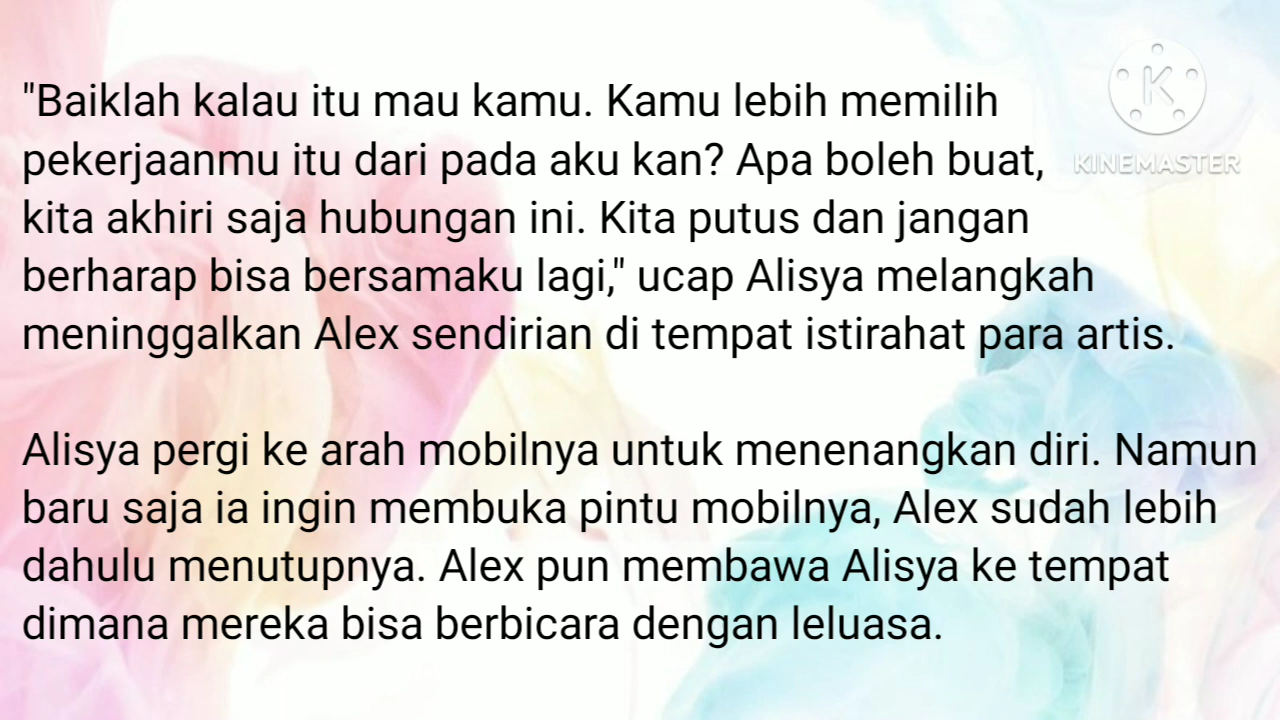 "Baiklah kalau itu mau kamu. Kamu lebih memilih
pekerjaanmu itu dari pada aku kan? Apa boleh buat,
kita akhiri saja hubungan ini. Kita putus dan jangan
berharap bisa bersamaku lagi," ucap Alisya melangkah
meninggalkan Alex sendirian di tempat istirahat para artis.
Alisya pergi ke arah mobilnya untuk menenangkan diri. Namun
baru saja ia ingin membuka pintu mobilnya, Alex sudah lebih
dahulu menutupnya. Alex pun membawa Alisya ke tempat
dimana mereka bisa berbicara dengan leluasa.
K
KINEMASTER